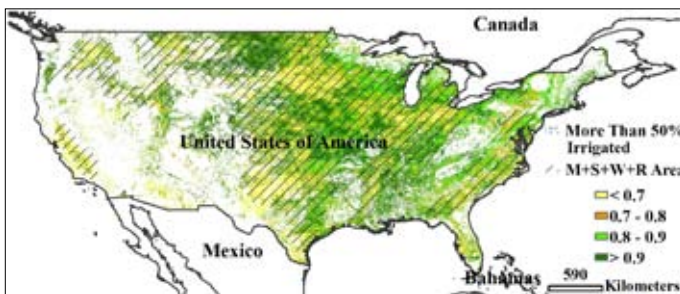 Canada
United States of America
Mexico
Bahamas
More Than 50%
Irrigated
M+S+W+R Area
< 0.7
0.7 - 0.8
0.8 - 0.9
> 0.9
590
Kilometers